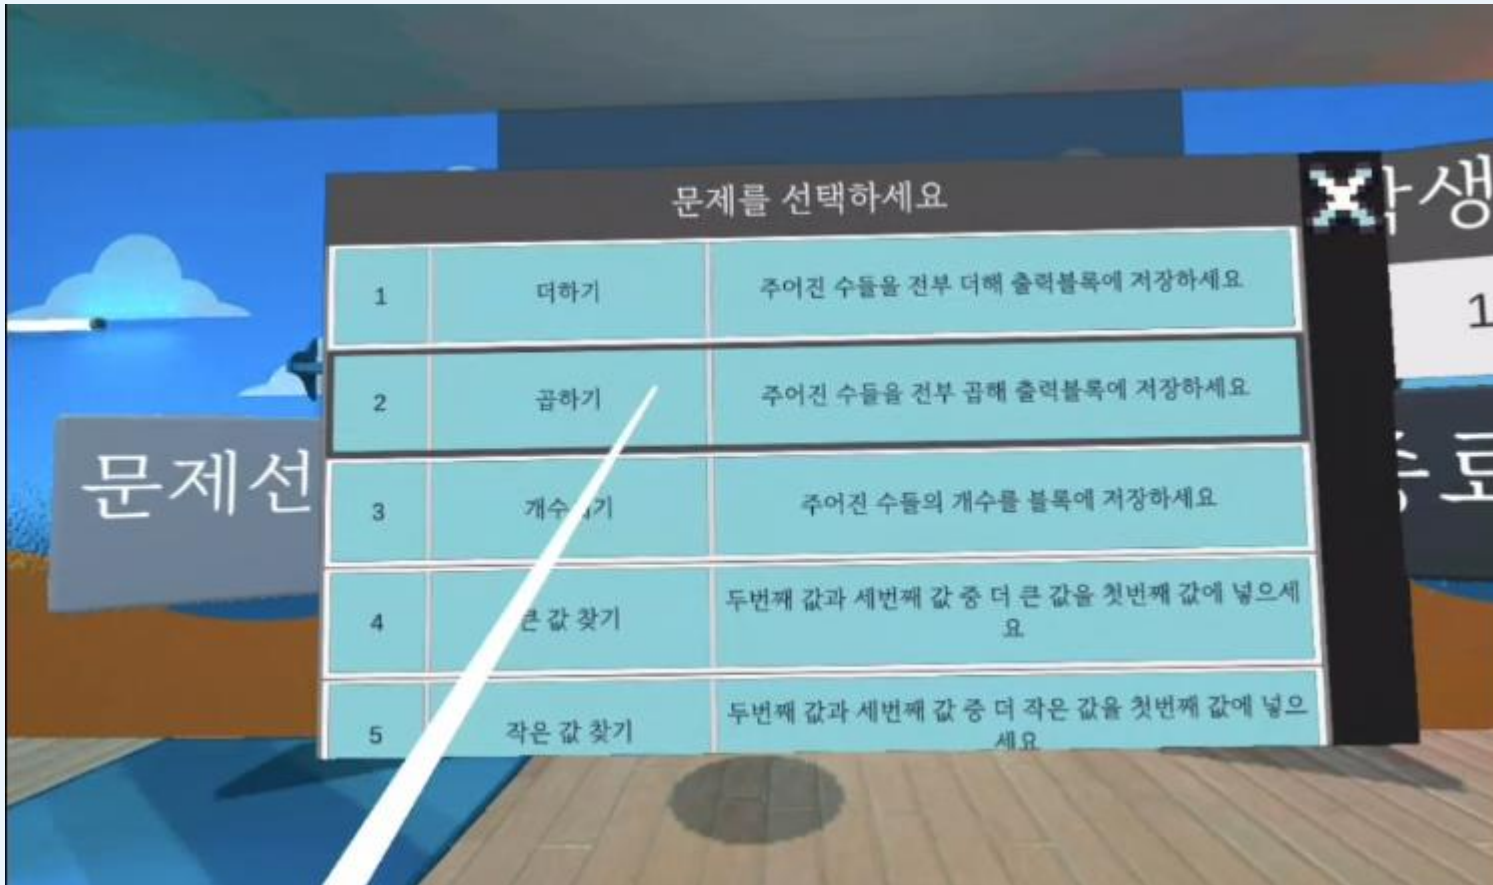 문제를 선택하세요
생
1 더하기 주어진 수들을 전부 더해 출력블록에 저장하세요
1
2 곱하기 주어진 수들을 전부 곱해 출력블록에 저장하세요
문제선
3 주어진 수들의 개수를 블록에 저장하세요
4 값 찾기 두번째 값과 세번째 값 중 더 큰 값을 첫번째 값에 넣으세
요
5 작은 값 찾기 두번째 값과 세번째 값 중 더 작은 값을 첫번째 값에 넣으
세요